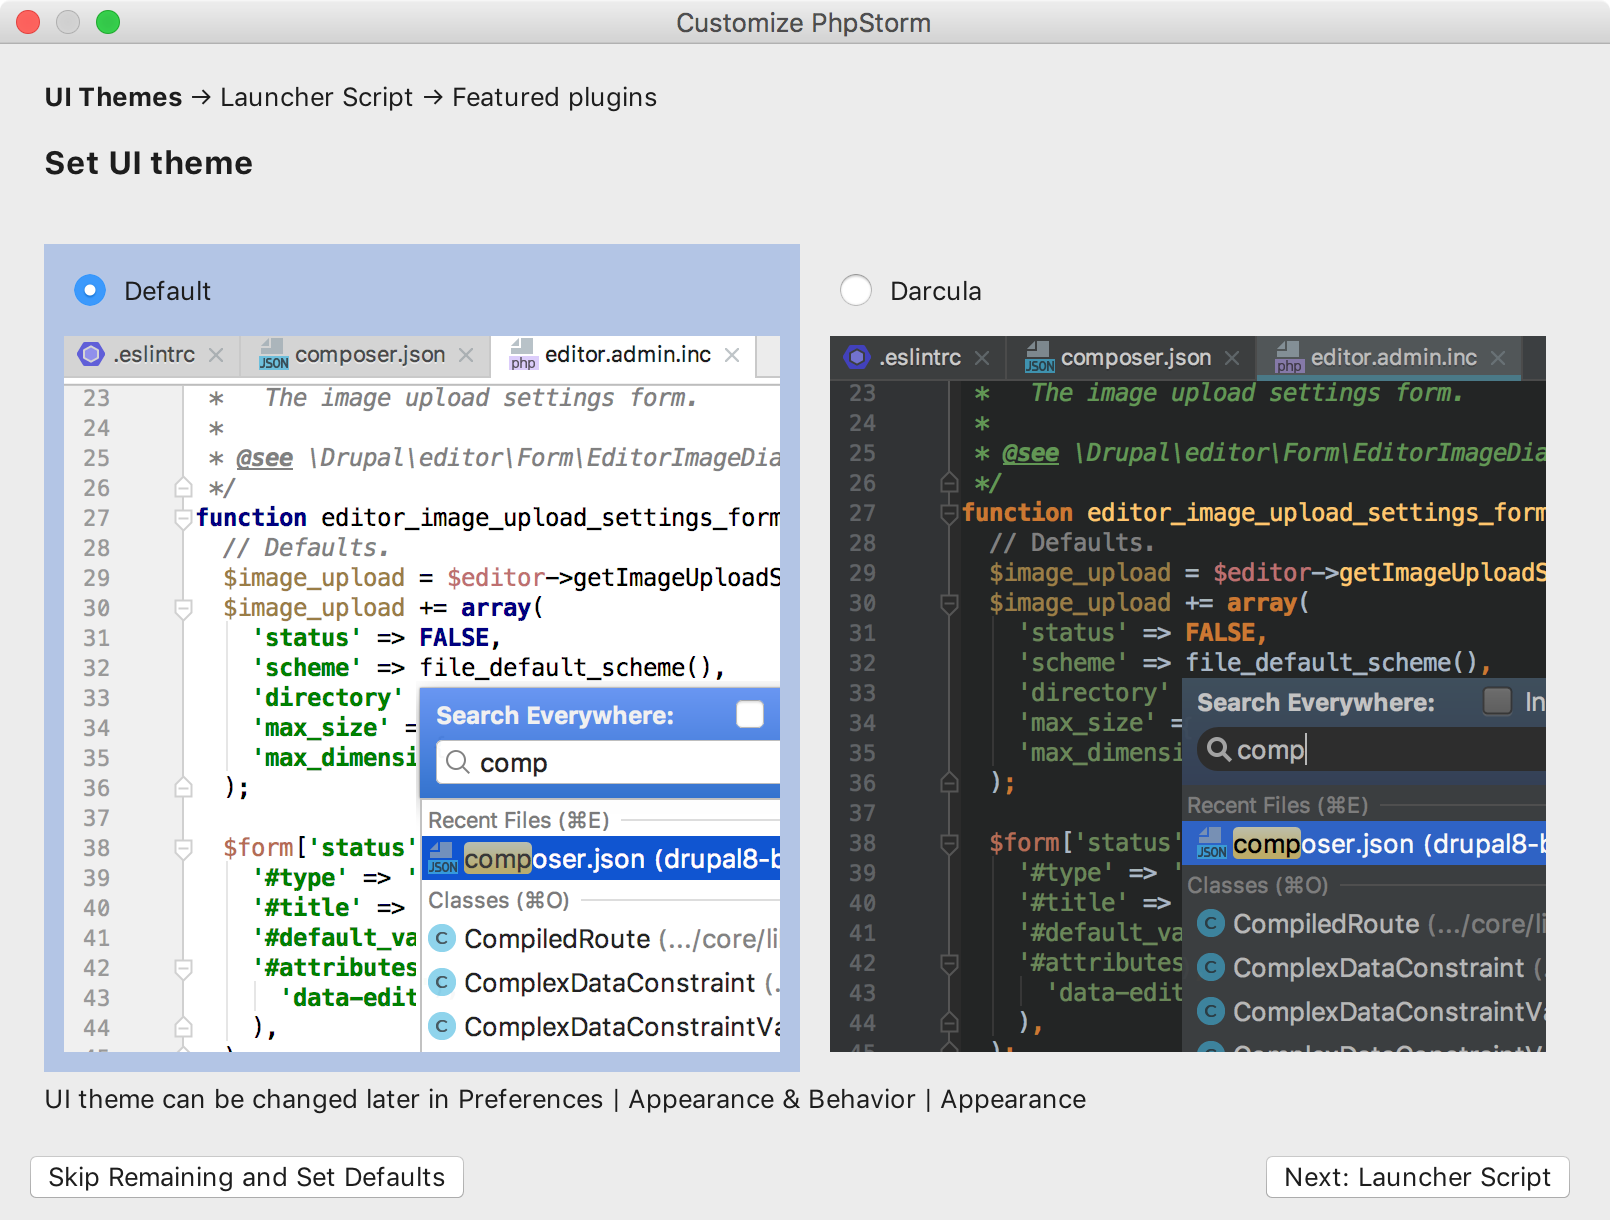 Customize PhpStorm
UI Themes → Launcher Script → Featured plugins
Set UI theme
Default
.eslintrc
JSON composer.json
php editor.admin.inc
23 * The image upload settings form.
24 *
25 * @see \Drupal\editor\Form\EditorImageDia
26 */
27 function editor_image_upload_settings_form
28 // Defaults.
29 $image_upload = $editor->getImageUploadS
30 $image_upload += array(
31 'status' => FALSE,
32 'scheme' => file_default_scheme(),
33 'directory'
34 'max_size' =
35 'max_dimensi
36 );
37
38 $form['status'
39 '#type' => '
40 '#title' =>
41 '#default_va
42 '#attributes
43 'data-edit
44 ),
Search Everywhere:
comp
Recent Files (⌘E)
JSON composer.json (drupal8-b
Classes (⌘O)
C CompiledRoute (.../core/li
C ComplexDataConstraint (.
C ComplexDataConstraintVa
Darcula
.eslintrc
JSON composer.json
php editor.admin.inc
23 * The image upload settings form.
24 *
25 * @see \Drupal\editor\Form\EditorImageDia
26 */
27 function editor_image_upload_settings_form
28 // Defaults.
29 $image_upload = $editor->getImageUploadS
30 $image_upload += array(
31 'status' => FALSE,
32 'scheme' => file_default_scheme(),
33 'directory'
34 'max_size' =
35 'max_dimensi
36 );
37
38 $form['status'
39 '#type' => '
40 '#title' =>
41 '#default_va
42 '#attributes
43 'data-edit
44 ),
45 );
Search Everywhere: In
comp
Recent Files (⌘E)
JSON composer.json (drupal8-b
Classes (⌘O)
C CompiledRoute (.../core/li
C ComplexDataConstraint (.
C ComplexDataConstraintVa
UI theme can be changed later in Preferences | Appearance & Behavior | Appearance
Skip Remaining and Set Defaults
Next: Launcher Script